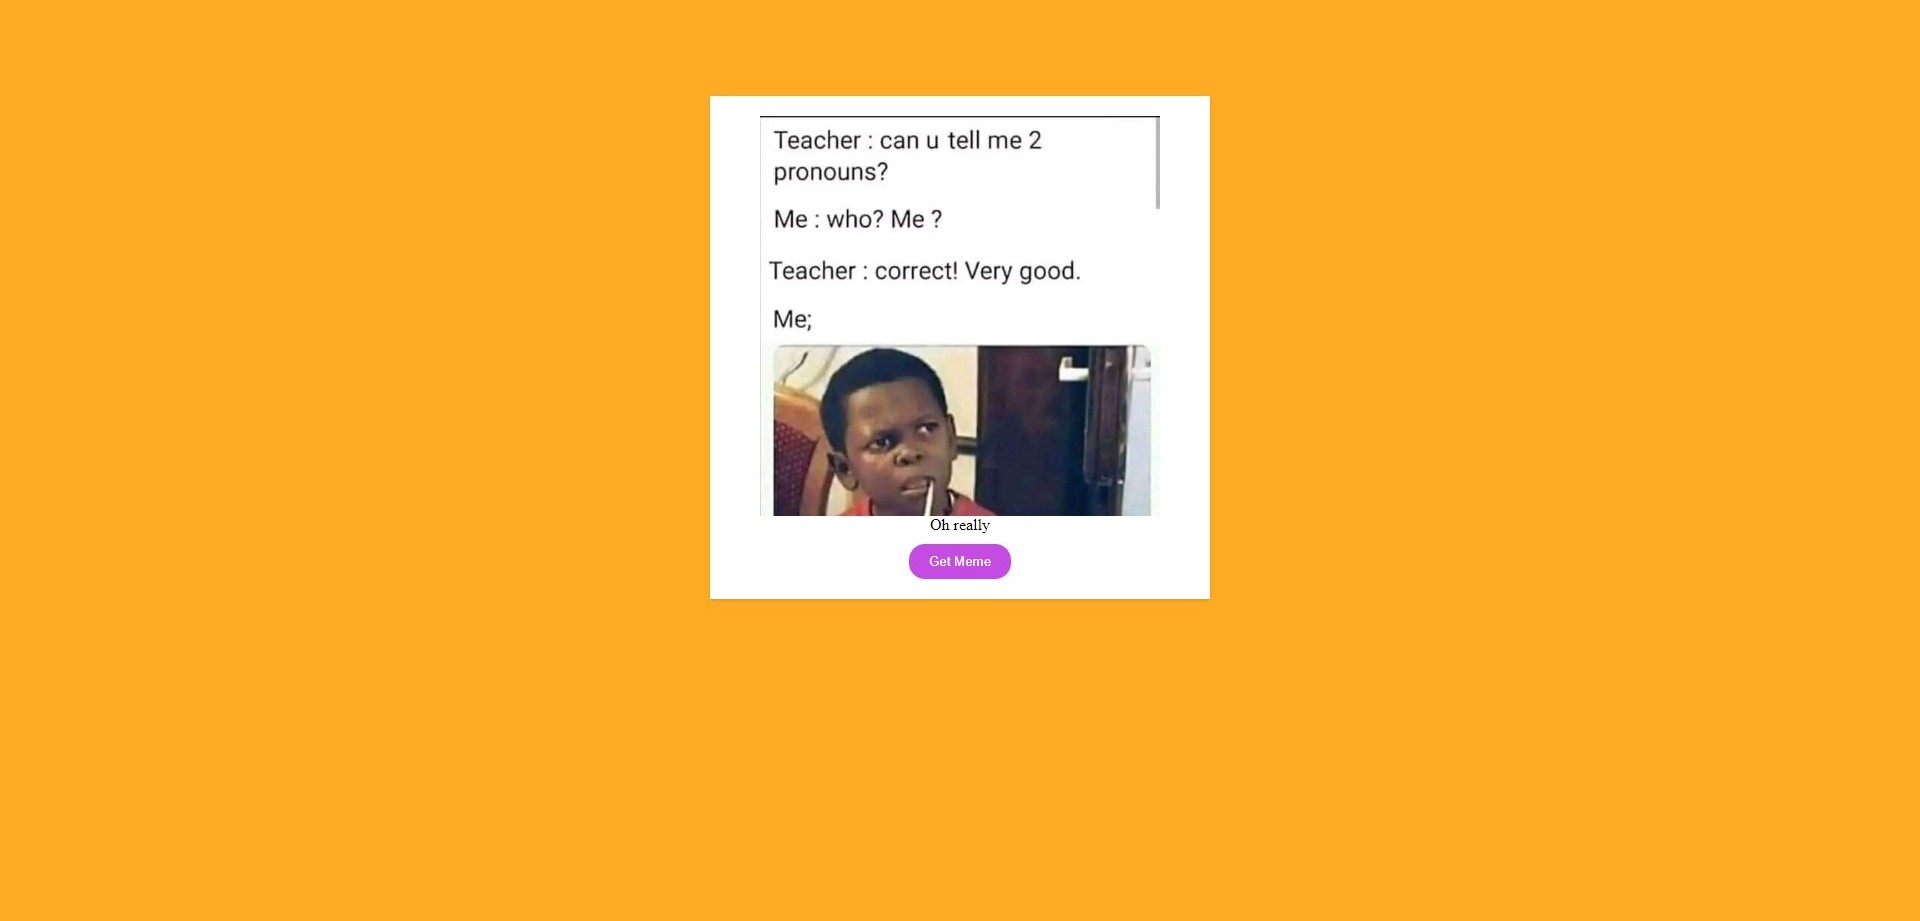 Teacher : can u tell me 2
pronouns?
Me : who? Me ?
Teacher : correct! Very good.
Me;
Oh really
Get Meme